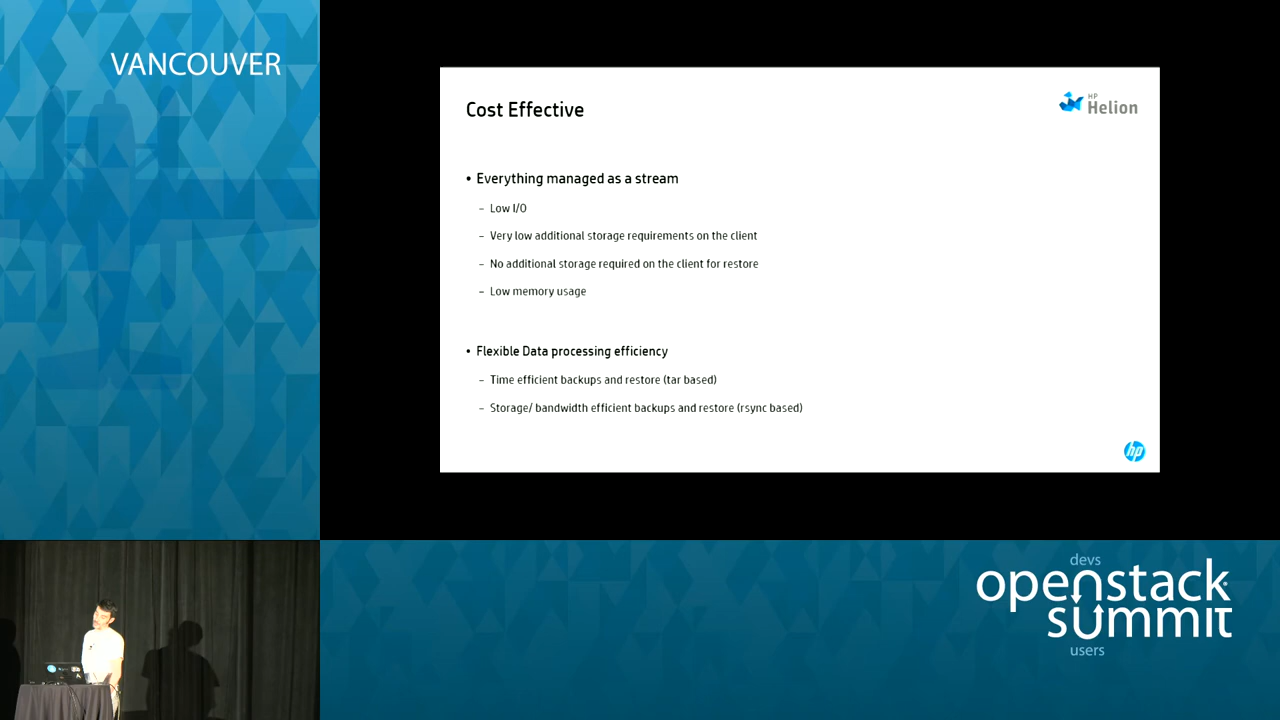 VANCOUVER
Cost Effective
HP
Helion
• Everything managed as a stream
– Low I/O
– Very low additional storage requirements on the client
– No additional storage required on the client for restore
– Low memory usage
• Flexible Data processing efficiency
– Time efficient backups and restore (tar based)
– Storage/ bandwidth efficient backups and restore (rsync based)
hp
devs
openstack
summit
users